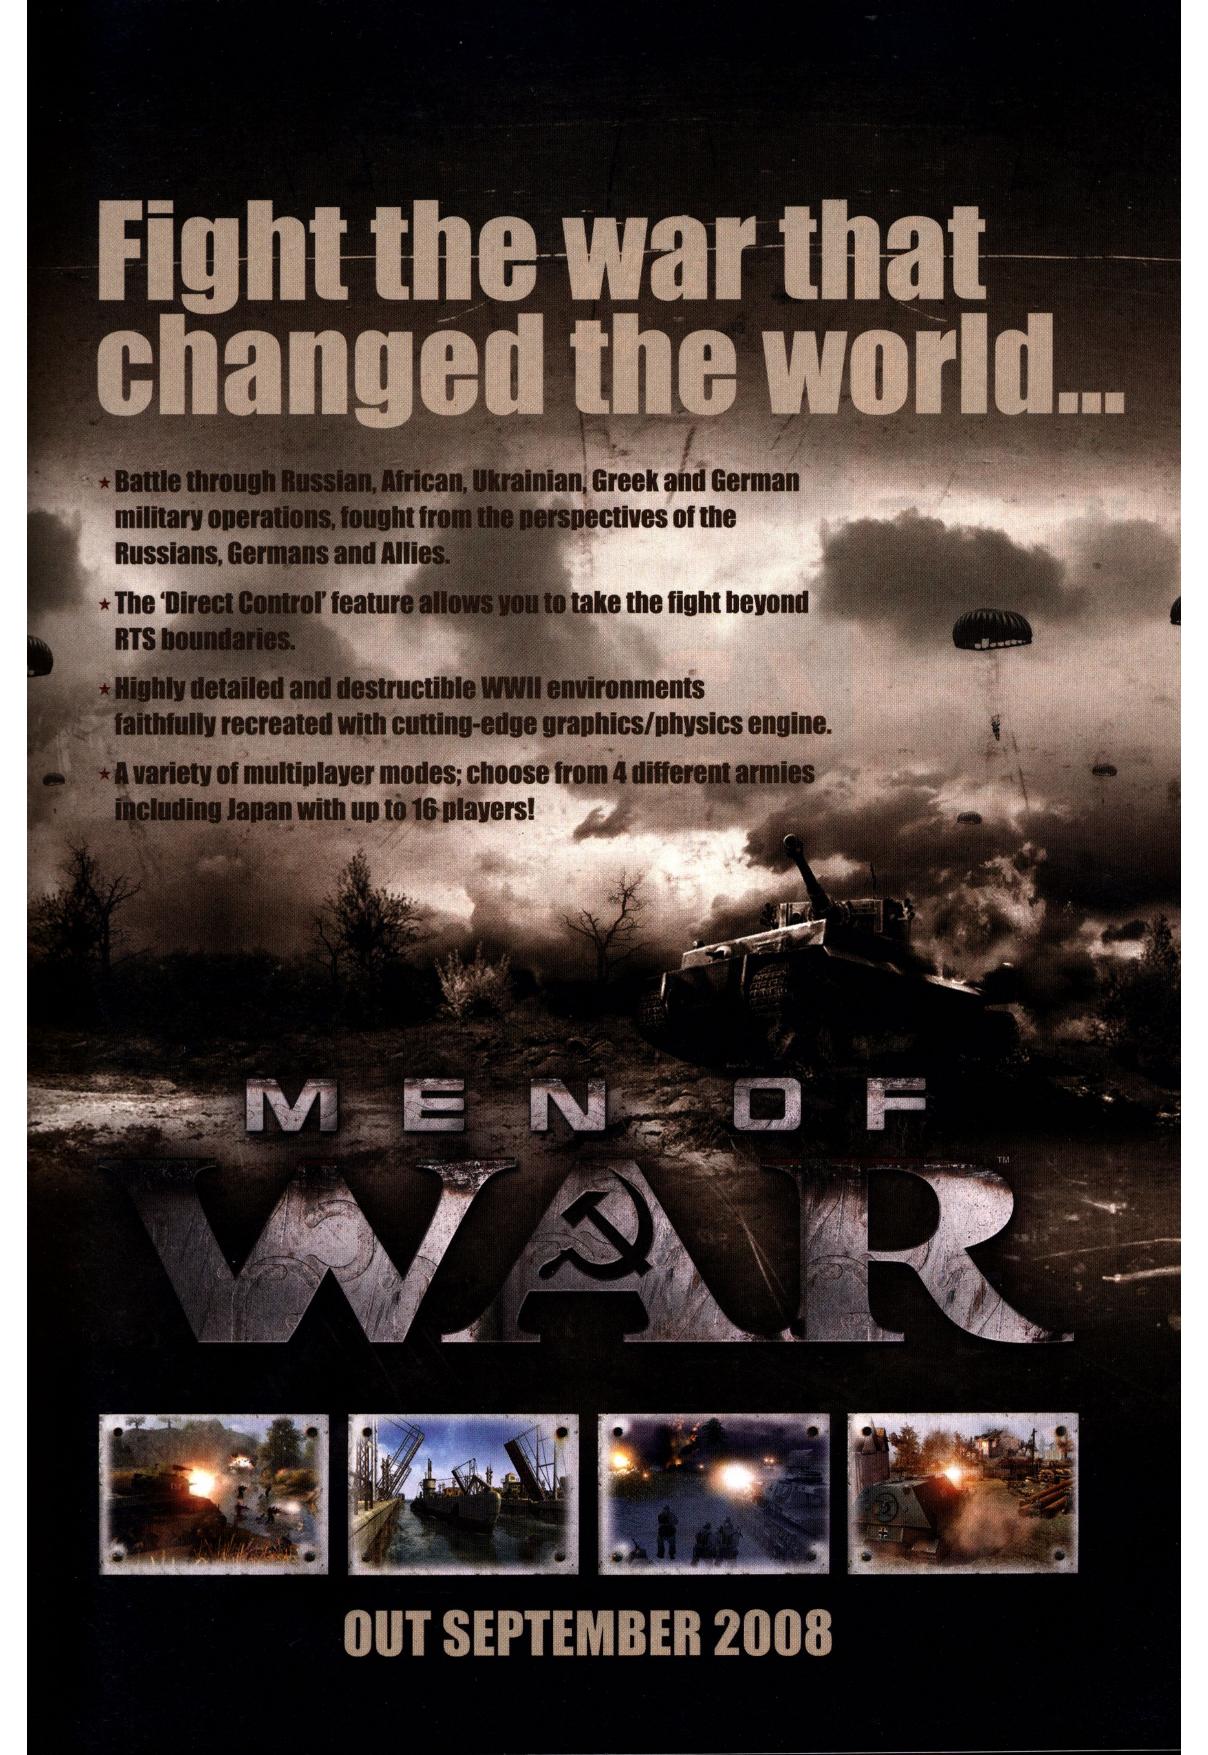 Fight the war that
changed the world...
★ Battle through Russian, African, Ukrainian, Greek and German
military operations, fought from the perspectives of the
Russians, Germans and Allies.
★ The ‘Direct Control’ feature allows you to take the fight beyond
RTS boundaries.
★ Highly detailed and destructible WWII environments
faithfully recreated with cutting-edge graphics/physics engine.
★ A variety of multiplayer modes; choose from 4 different armies
including Japan with up to 16 players!
MEN OF
WAR™
OUT SEPTEMBER 2008